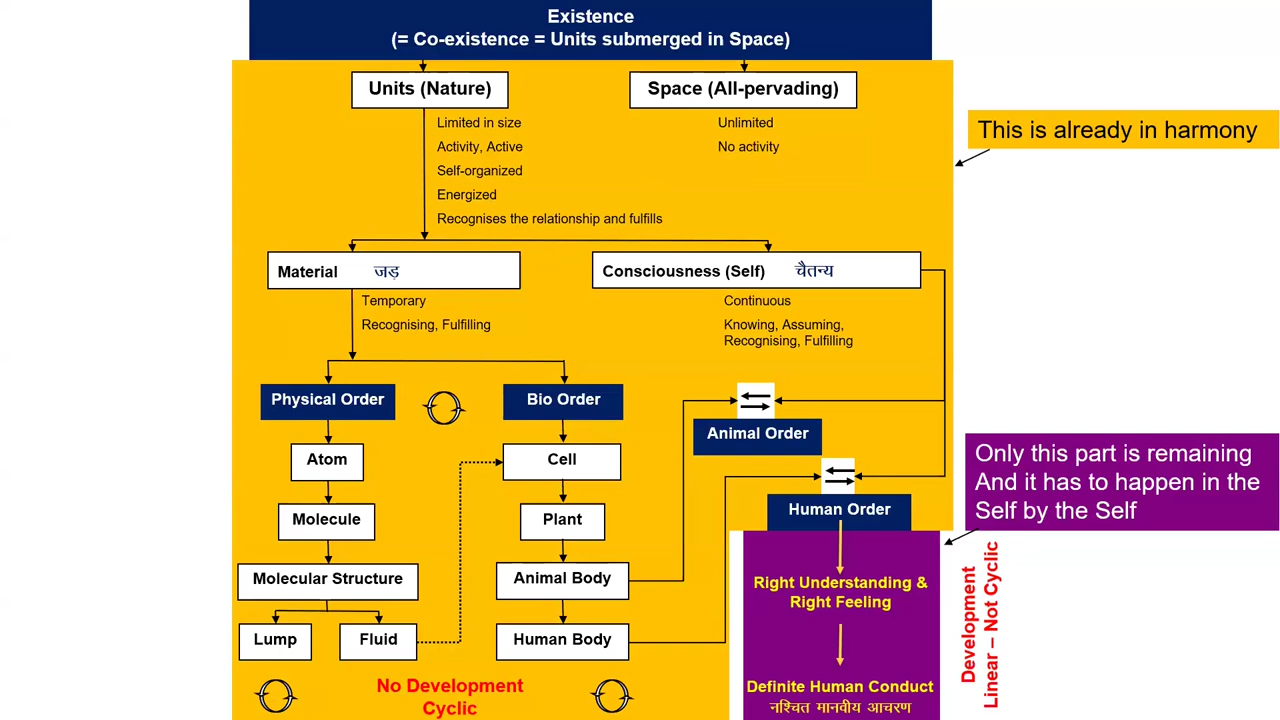 Existence
(= Co-existence = Units submerged in Space)
Units (Nature)
Space (All-pervading)
Limited in size
Activity, Active
Self-organized
Energized
Recognises the relationship and fulfills
Unlimited
No activity
This is already in harmony
Material जड़
Consciousness (Self) चैतन्य
Temporary
Recognising, Fulfilling
Continuous
Knowing, Assuming,
Recognising, Fulfilling
Physical Order
Bio Order
Animal Order
Human Order
Atom
Molecule
Molecular Structure
Lump
Fluid
Cell
Plant
Animal Body
Human Body
No Development
Cyclic
Only this part is remaining
And it has to happen in the
Self by the Self
Right Understanding &
Right Feeling
Definite Human Conduct
नश्चित मानवीय आचरण
Development
Linear – Not Cyclic